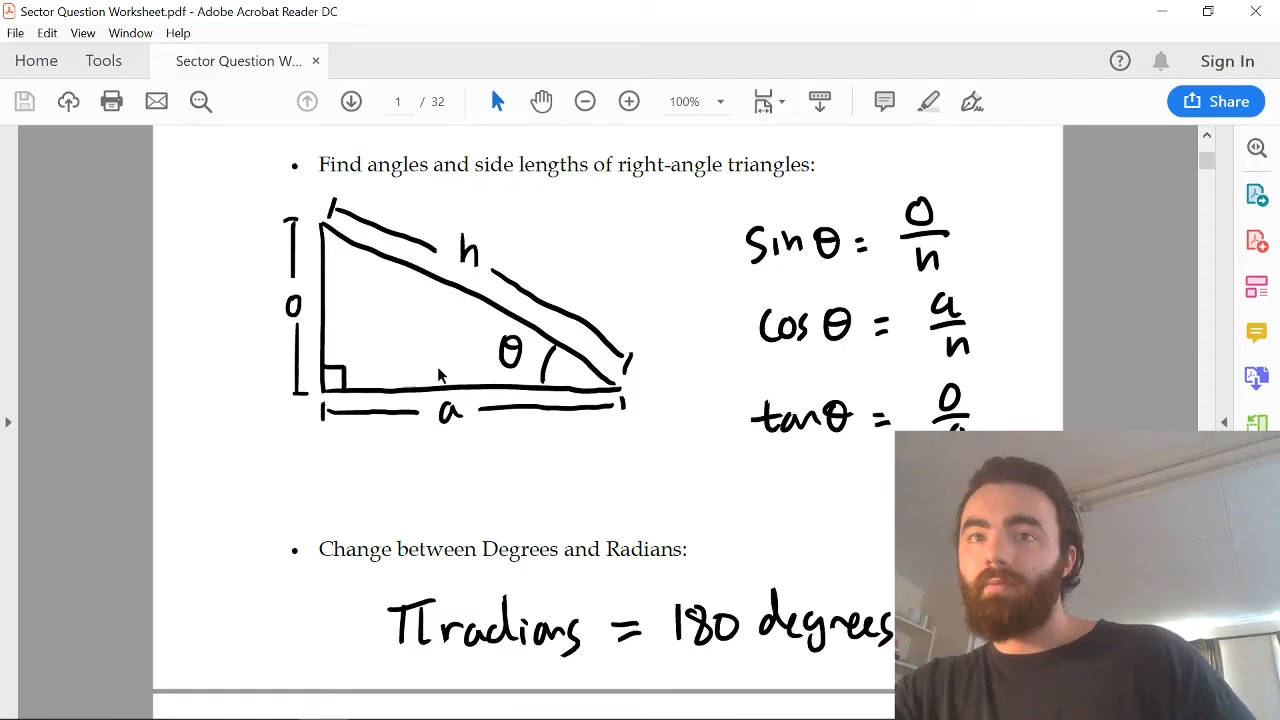 Sector Question Worksheet.pdf - Adobe Acrobat Reader DC
File Edit View Window Help
Home Tools Sector Question W... × Sign In
1 / 32 100% Share
• Find angles and side lengths of right-angle triangles:
h
o
θ
a
sin θ = o/h
cos θ = a/h
tan θ = o/a
• Change between Degrees and Radians:
π radians = 180 degrees